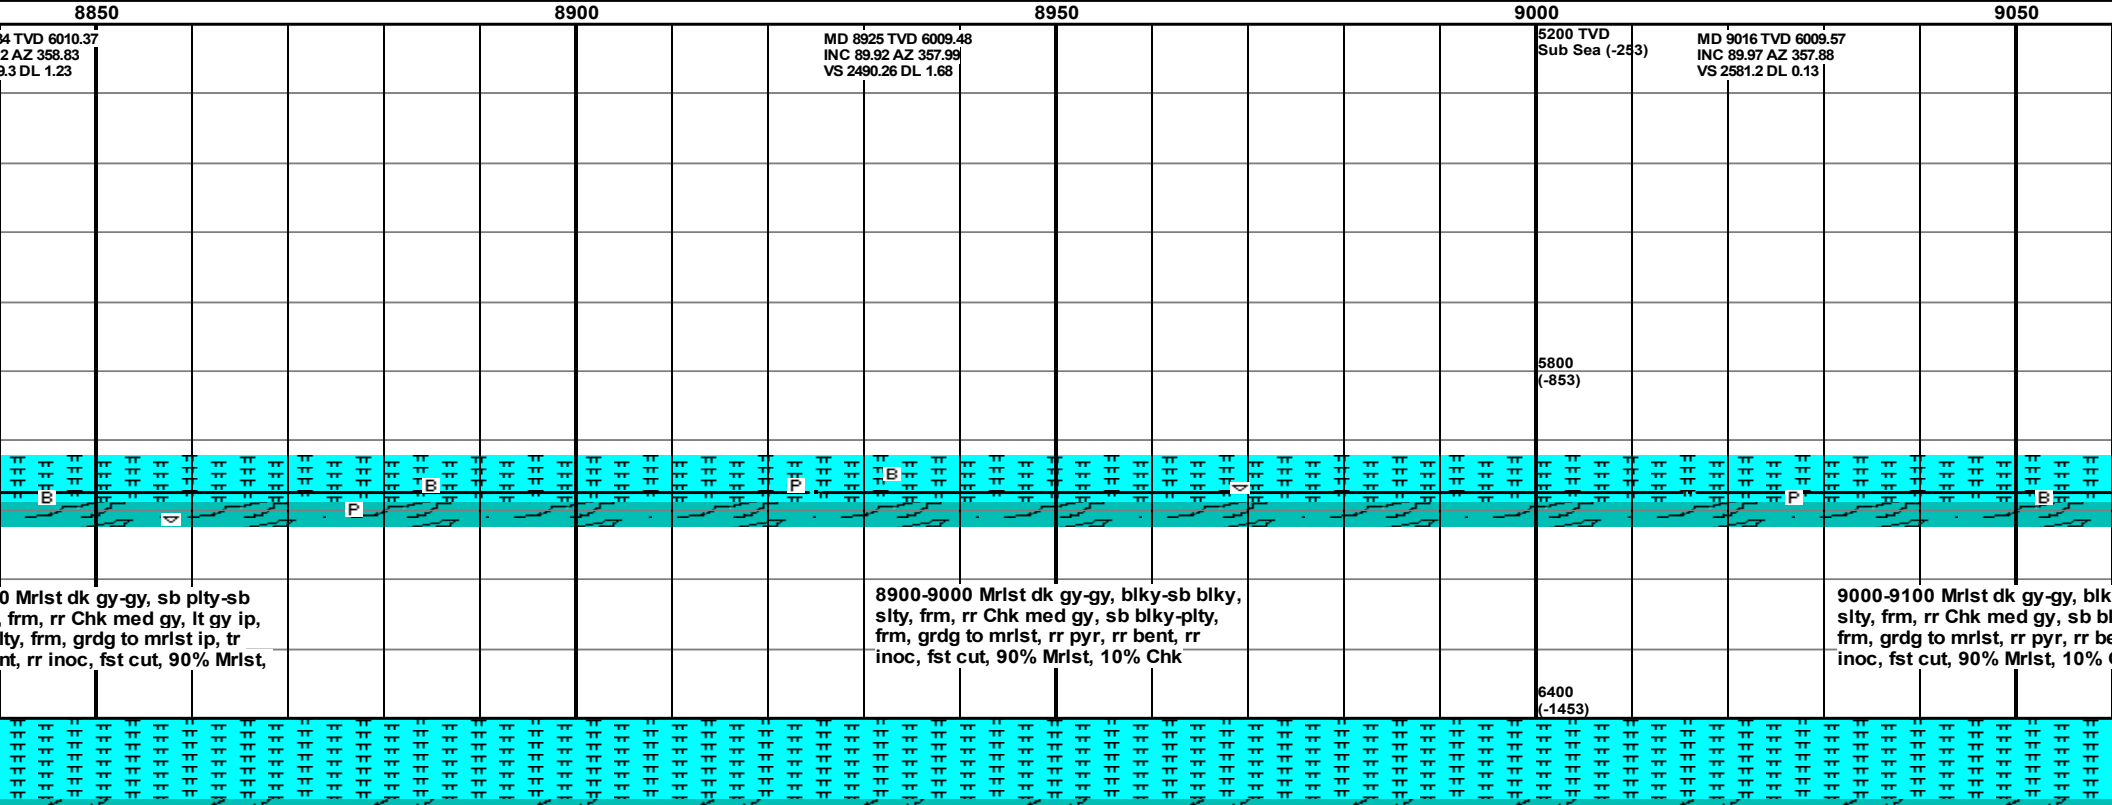 8850
8900
8950
9000
9050
34 TVD 6010.37
2 AZ 358.83
9.3 DL 1.23
MD 8925 TVD 6009.48
INC 89.92 AZ 357.99
VS 2490.26 DL 1.68
5200 TVD
Sub Sea (-253)
MD 9016 TVD 6009.57
INC 89.97 AZ 357.88
VS 2581.2 DL 0.13
5800
(-853)
B
P
B
P
B
P
B
0 Mrlst dk gy-gy, sb plty-sb
, frm, rr Chk med gy, lt gy ip,
lty, frm, grdg to mrlst ip, tr
nt, rr inoc, fst cut, 90% Mrlst,
8900-9000 Mrlst dk gy-gy, blky-sb blky,
slty, frm, rr Chk med gy, sb blky-plty,
frm, grdg to mrlst, rr pyr, rr bent, rr
inoc, fst cut, 90% Mrlst, 10% Chk
9000-9100 Mrlst dk gy-gy, blk
slty, frm, rr Chk med gy, sb bl
frm, grdg to mrlst, rr pyr, rr be
inoc, fst cut, 90% Mrlst, 10%
6400
(-1453)